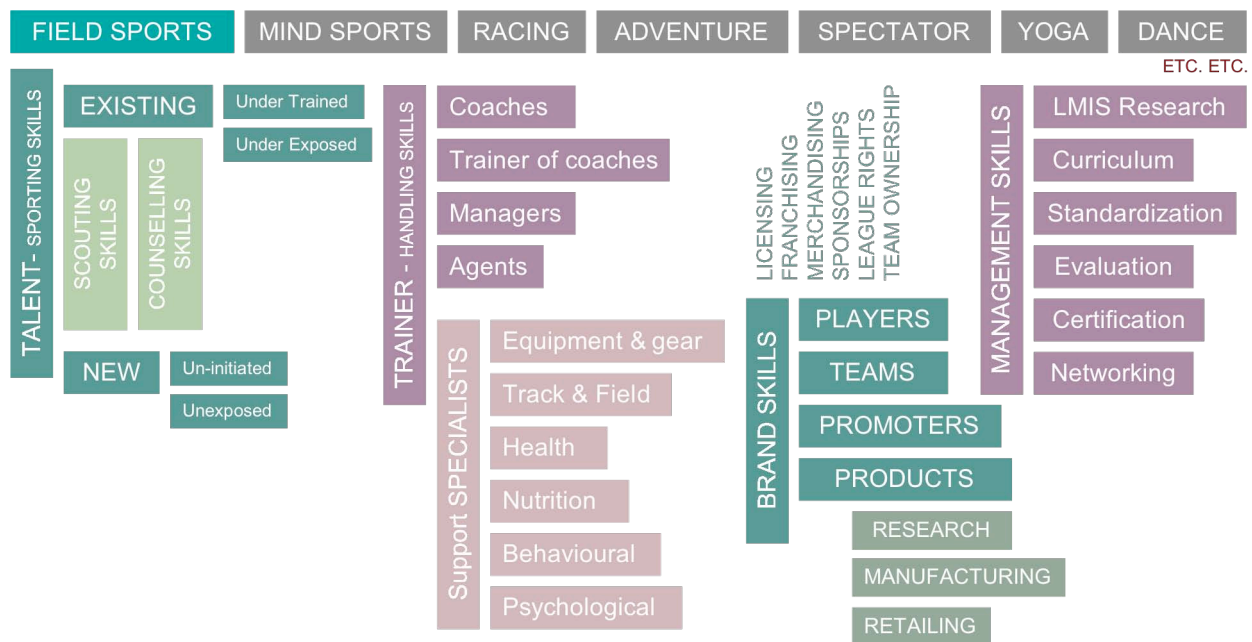 FIELD SPORTS
MIND SPORTS
RACING
ADVENTURE
SPECTATOR
YOGA
DANCE
ETC. ETC.
TALENT- SPORTING SKILLS
EXISTING
Under Trained
Under Exposed
SCOUTING
SKILLS
COUNSELLING
SKILLS
NEW
Un-initiated
Unexposed
TRAINER - HANDLING SKILLS
Coaches
Trainer of coaches
Managers
Agents
Support SPECIALISTS
Equipment & gear
Track & Field
Health
Nutrition
Behavioural
Psychological
LICENSING
FRANCHISING
MERCHANDISING
SPONSORSHIPS
LEAGUE RIGHTS
TEAM OWNERSHIP
BRAND SKILLS
PLAYERS
TEAMS
PROMOTERS
PRODUCTS
RESEARCH
MANUFACTURING
RETAILING
MANAGEMENT SKILLS
LMIS Research
Curriculum
Standardization
Evaluation
Certification
Networking